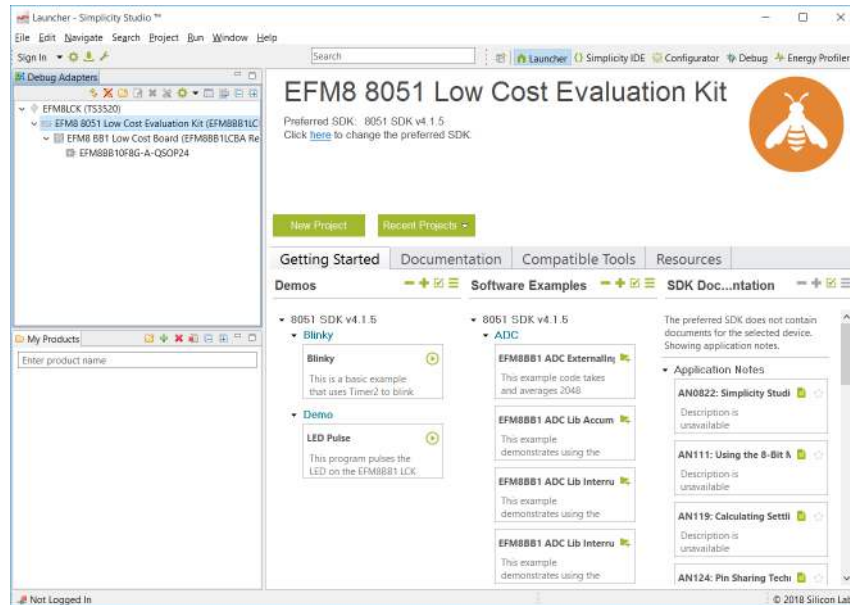 Launcher - Simplicity Studio ™
File Edit Navigate Search Project Run Window Help
Sign In
Search
Launcher
Simplicity IDE
Configurator
Debug
Energy Profiler
Debug Adapters
EFM8LCK (TS3520)
EFM8 8051 Low Cost Evaluation Kit (EFM8BB1LC
EFM8 BB1 Low Cost Board (EFM8BB1LCBA Re
EFM8BB10F8G-A-QSOP24
My Products
Enter product name
EFM8 8051 Low Cost Evaluation Kit
Preferred SDK: 8051 SDK v4.1.5
Click here to change the preferred SDK.
New Project
Recent Projects
Getting Started
Documentation
Compatible Tools
Resources
Demos
8051 SDK v4.1.5
Blinky
Blinky
This is a basic example
that uses Timer2 to blink
Demo
LED Pulse
This program pulses the
LED on the EFM8BB1 LCK
Software Examples
8051 SDK v4.1.5
ADC
EFM8BB1 ADC ExternalInp
This example code takes
and averages 2048
EFM8BB1 ADC Lib Accum
This example
demonstrates using the
EFM8BB1 ADC Lib Interru
This example
demonstrates using the
EFM8BB1 ADC Lib Interru
This example
demonstrates using the
SDK Doc...ntation
The preferred SDK does not contain
documents for the selected device.
Showing application notes.
Application Notes
AN0822: Simplicity Studi
Description is
unavailable
AN111: Using the 8-Bit M
Description is
unavailable
AN119: Calculating Settli
Description is
unavailable
AN124: Pin Sharing Techi
Not Logged In
© 2018 Silicon Lab